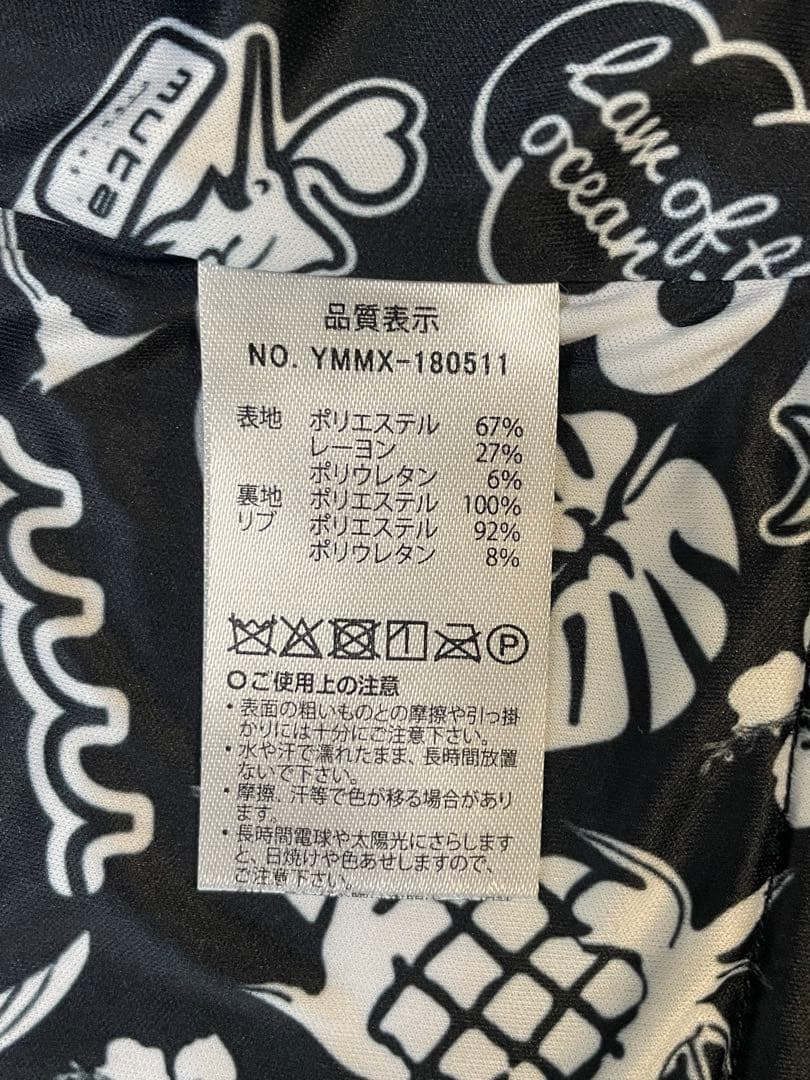 muta
Law of th
ocean
品質表示
NO. YMMX-180511
表地 ポリエステル 67%
レーヨン 27%
ポリウレタン 6%
裏地 ポリエステル 100%
リブ ポリエステル 92%
ポリウレタン 8%
P
○ご使用上の注意
・表面の粗いものとの摩擦や引っ掛
かりには十分にご注意下さい。
・水や汗で濡れたまま、長時間放置
ないで下さい。
・摩擦、汗等で色が移る場合があり
ます。
・長時間電球や太陽光にさらします
と、日焼けや色あせしますので、
ご注意下さい。